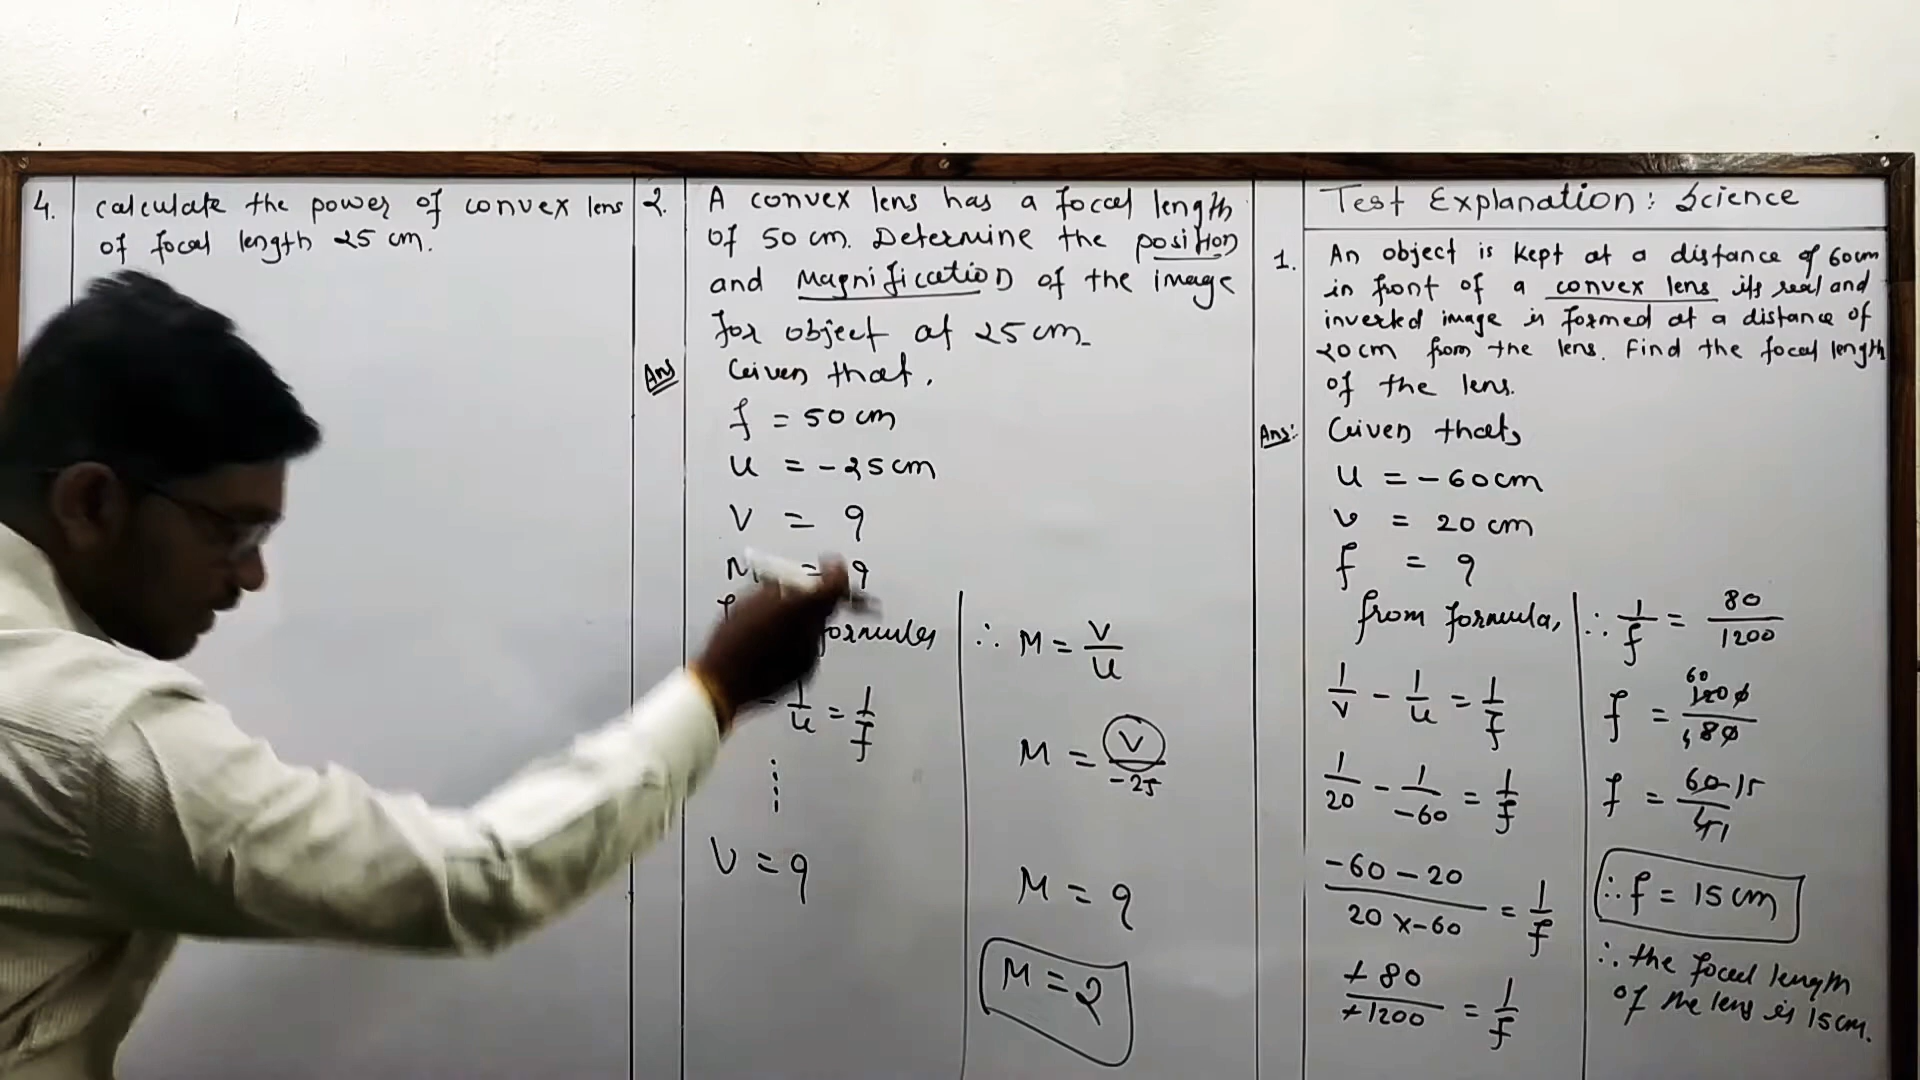 4.
Calculate the power of convex lens
of focal length 25 cm.
2.
A convex lens has a focal length
of 50 cm. Determine the position
and Magnification of the image
for object at 25 cm.
Ans
Given that,
f = 50 cm
u = -25 cm
V = ?
M = ?
formules
- 1/u = 1/f
V = ?
∴ M = V/u
M = V/-25
M = ?
M = 2
Test Explanation: Science
1.
An object is kept at a distance of 60cm
in front of a convex lens its real and
inverted image is formed at a distance of
20cm from the lens. Find the focal length
of the lens.
Ans:
Given that,
u = -60cm
v = 20 cm
f = ?
from formula,
1/v - 1/u = 1/f
1/20 - 1/-60 = 1/f
-60-20/20x-60 = 1/f
+80/+1200 = 1/f
∴ 1/f = 80/1200
f = 1200/80
f = 60 15/4 1
∴ f = 15 cm
∴ the focal length
of the lens is 15cm.